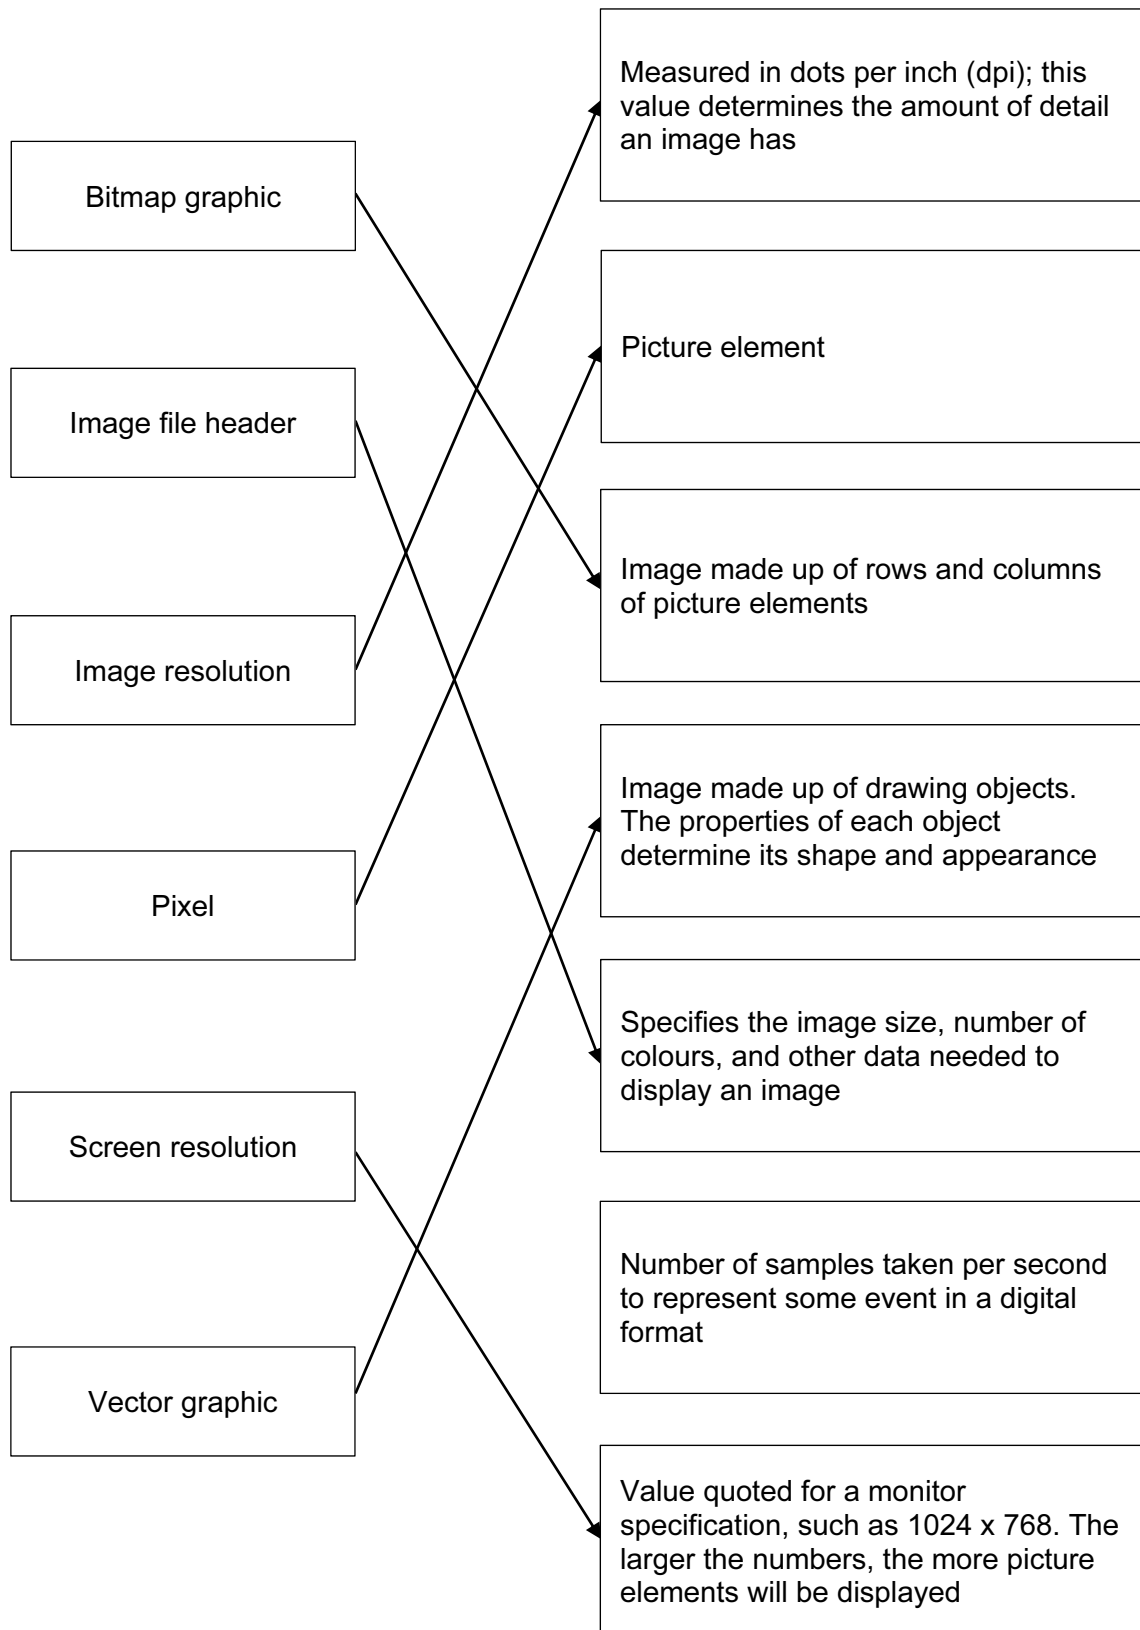 Bitmap graphic
Image file header
Image resolution
Pixel
Screen resolution
Vector graphic
Measured in dots per inch (dpi); this
value determines the amount of detail
an image has
Picture element
Image made up of rows and columns
of picture elements
Image made up of drawing objects.
The properties of each object
determine its shape and appearance
Specifies the image size, number of
colours, and other data needed to
display an image
Number of samples taken per second
to represent some event in a digital
format
Value quoted for a monitor
specification, such as 1024 x 768. The
larger the numbers, the more picture
elements will be displayed